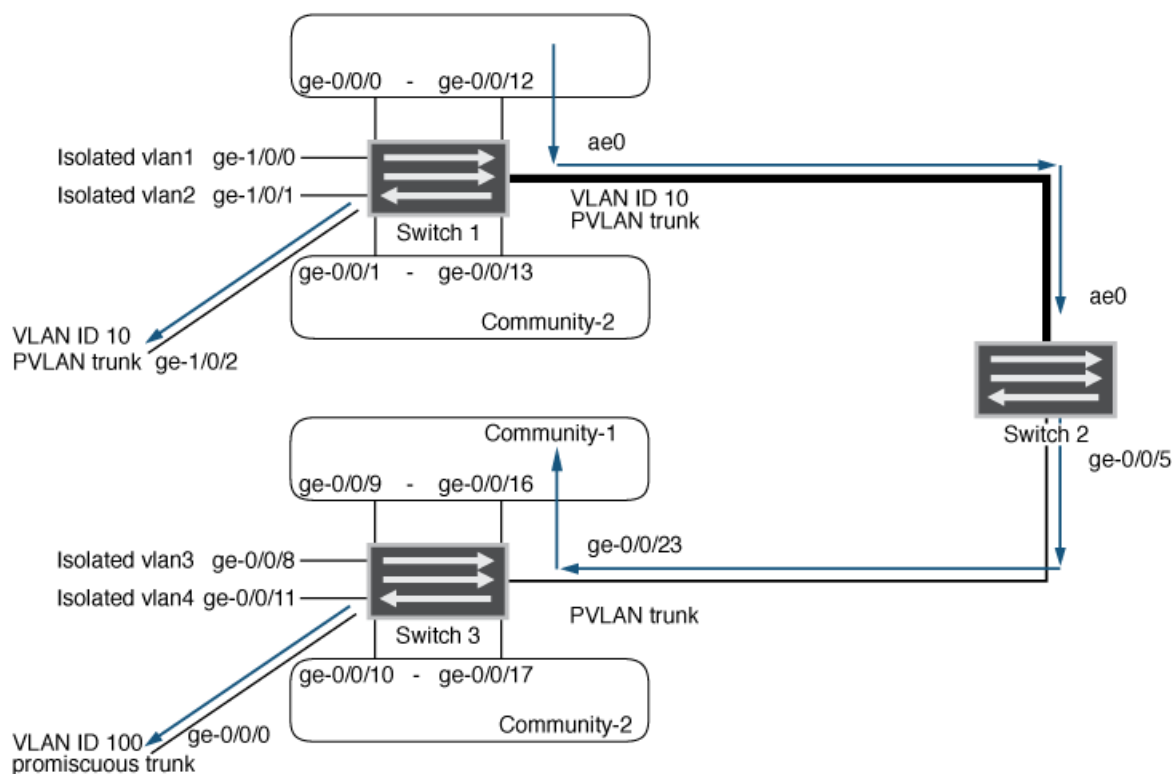 ge-0/0/0 - ge-0/0/12
Isolated vlan1 ge-1/0/0
Isolated vlan2 ge-1/0/1
Switch 1
ae0
VLAN ID 10
PVLAN trunk
ge-0/0/1 - ge-0/0/13
Community-2
VLAN ID 10
PVLAN trunk ge-1/0/2
ae0
Switch 2
ge-0/0/5
Community-1
ge-0/0/9 - ge-0/0/16
Isolated vlan3 ge-0/0/8
Isolated vlan4 ge-0/0/11
Switch 3
ge-0/0/23
PVLAN trunk
ge-0/0/10 - ge-0/0/17
Community-2
VLAN ID 100
promiscuous trunk
ge-0/0/0